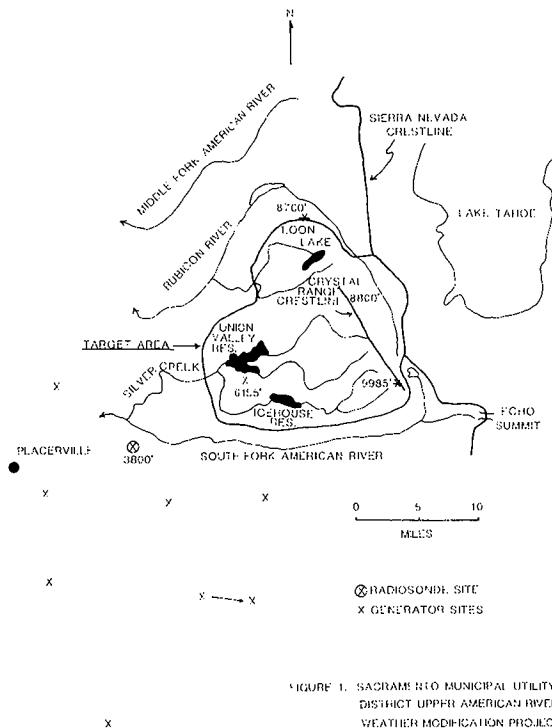 N
MIDDLE FORK AMERICAN RIVER
SIERRA NEVADA
CRESTLINE
LAKE TAHOE
RUBICON RIVER
8700'
LOON
LAKE
CRYSTAL
RANGE
CRESTLINE
8800'
TARGET AREA
UNION
VALLEY
RES.
SILVER CREEK
X
6155'
9985'
ICEHOUSE
RES.
ECHO
SUMMIT
X
PLACERVILLE
3800'
SOUTH FORK AMERICAN RIVER
X
X
X
0 5 10
MILES
X
X X
X RADIOSONDE SITE
X GENERATOR SITES
X
FIGURE 1. SACRAMENTO MUNICIPAL UTILITY
DISTRICT UPPER AMERICAN RIVER
WEATHER MODIFICATION PROJECT